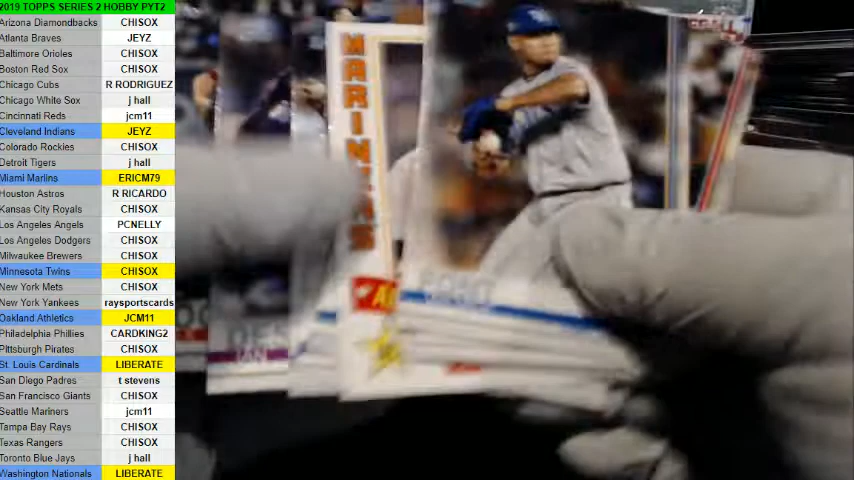 2019 TOPPS SERIES 2 HOBBY PYT2
Arizona Diamondbacks CHISOX
Atlanta Braves JEYZ
Baltimore Orioles CHISOX
Boston Red Sox CHISOX
Chicago Cubs R RODRIGUEZ
Chicago White Sox j hall
Cincinnati Reds jcm11
Cleveland Indians JEYZ
Colorado Rockies CHISOX
Detroit Tigers j hall
Miami Marlins ERICM79
Houston Astros R RICARDO
Kansas City Royals CHISOX
Los Angeles Angels PCNELLY
Los Angeles Dodgers CHISOX
Milwaukee Brewers CHISOX
Minnesota Twins CHISOX
New York Mets CHISOX
New York Yankees raysportscards
Oakland Athletics JCM11
Philadelphia Phillies CARDKING2
Pittsburgh Pirates CHISOX
St. Louis Cardinals LIBERATE
San Diego Padres t stevens
San Francisco Giants CHISOX
Seattle Mariners jcm11
Tampa Bay Rays CHISOX
Texas Rangers CHISOX
Toronto Blue Jays j hall
Washington Nationals LIBERATE
MARINERS
IAN